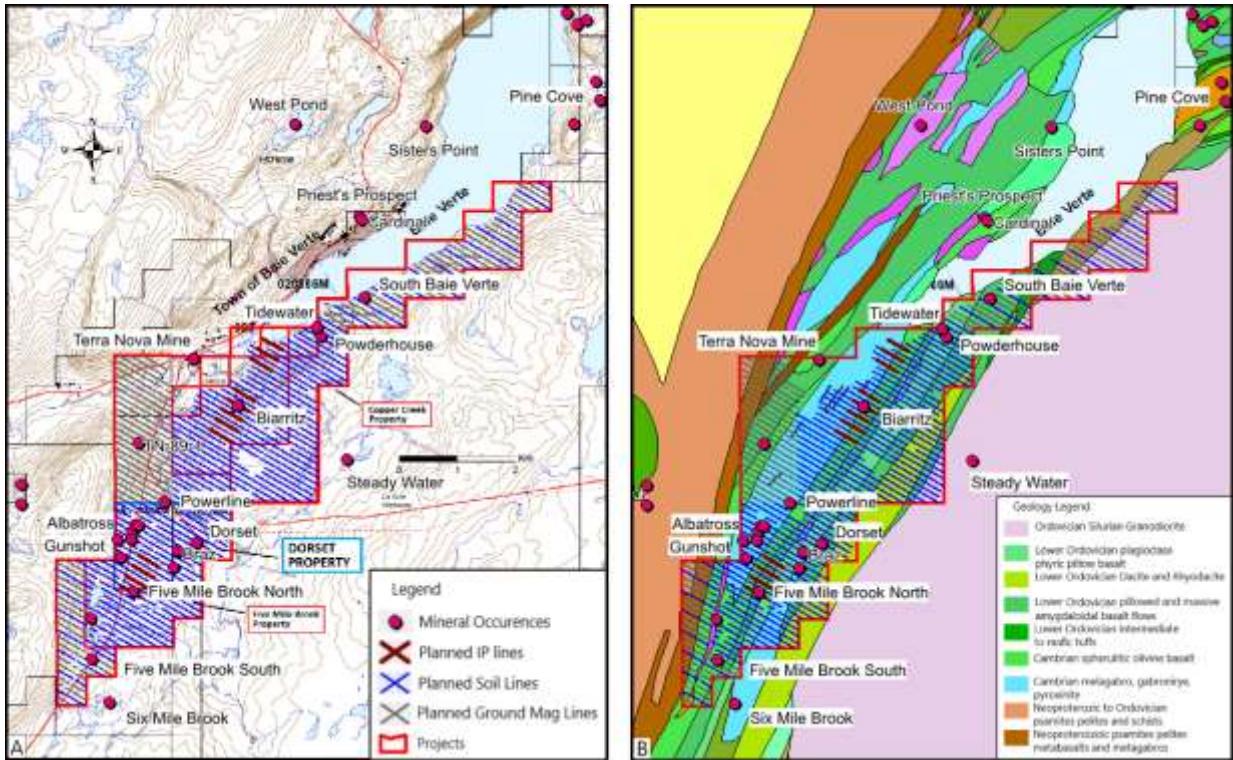 West Pond
Pine Cove
N
W
E
S
Sisters Point
Priest's Prospect
Cardinal
Baie Verte
Town of Baie Verte
South Baie Verte
Tidewater
Terra Nova Mine
Powderhouse
Copper Creek
Property
Biarritz
0
1
2
Steady Water
Powerline
Albatross
Dorset
Gunshot
DORSET
PROPERTY
Braz
Five Mile Brook North
Five Mile Brook
Property
Five Mile Brook South
Six Mile Brook
Legend
Mineral Occurences
Planned IP lines
Planned Soil Lines
Planned Ground Mag Lines
Projects
A
West Pond
Pine Cove
Sisters Point
Priest's Prospect
Cardinal
Baie Verte
South Baie Verte
Tidewater
Terra Nova Mine
Powderhouse
Biarritz
Steady Water
Powerline
Albatross
Dorset
Gunshot
Five Mile Brook North
Five Mile Brook South
Six Mile Brook
Geology Legend
Ordovician Silurian Granodiorite
Lower Ordovician plagioclase
phyric pillow basalt
Lower Ordovician Dacite and Rhyodacite
Lower Ordovician pillowed and massive
amygdaloidal basalt flows
Lower Ordovician intermediate
to mafic tuffs
Cambrian spherulitic olivine basalt
Cambrian metagabro,
pyroxinite
Neoproterozoic to Ordovician
psamites pelites and schists
Neoproterozoic psamites pelites
metabasalts and metagabros
B